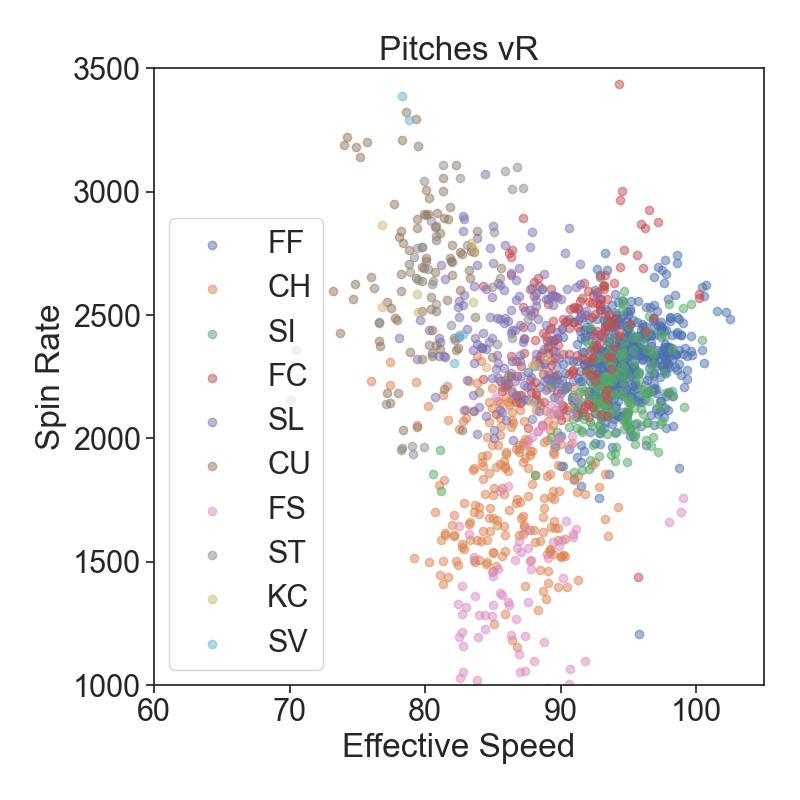 Pitches vR
3500
3000
2500
2000
1500
1000
Spin Rate
FF
CH
SI
FC
SL
CU
FS
ST
KC
SV
60 70 80 90 100
Effective Speed